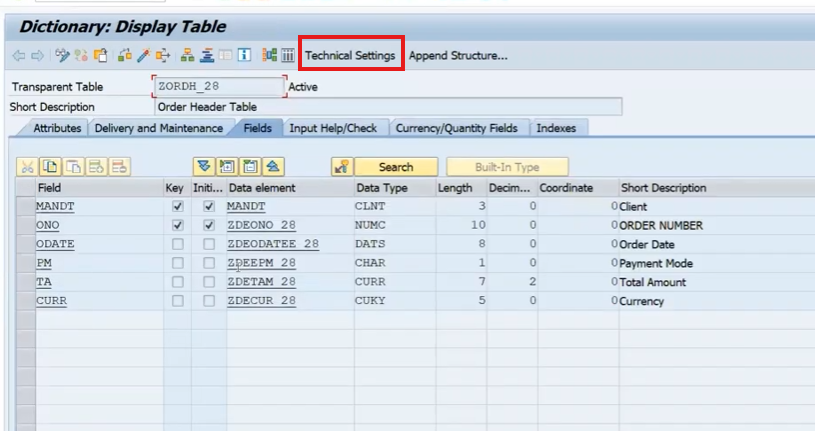 Dictionary: Display Table
Technical Settings Append Structure...
Transparent Table ZORDH_28 Active
Short Description Order Header Table
Attributes Delivery and Maintenance Fields Input Help/Check Currency/Quantity Fields Indexes
Search Built-In Type
Field Key Initi... Data element Data Type Length Decim... Coordinate Short Description
MANDT MANDT CLNT 3 0 0 Client
ONO ZDEONO_28 NUMC 10 0 0 ORDER NUMBER
ODATE ZDEODATEE_28 DATS 8 0 0 Order Date
PM ZDEEPM_28 CHAR 1 0 0 Payment Mode
TA ZDETAM_28 CURR 7 2 0 Total Amount
CURR ZDECUR_28 CUKY 5 0 0 Currency